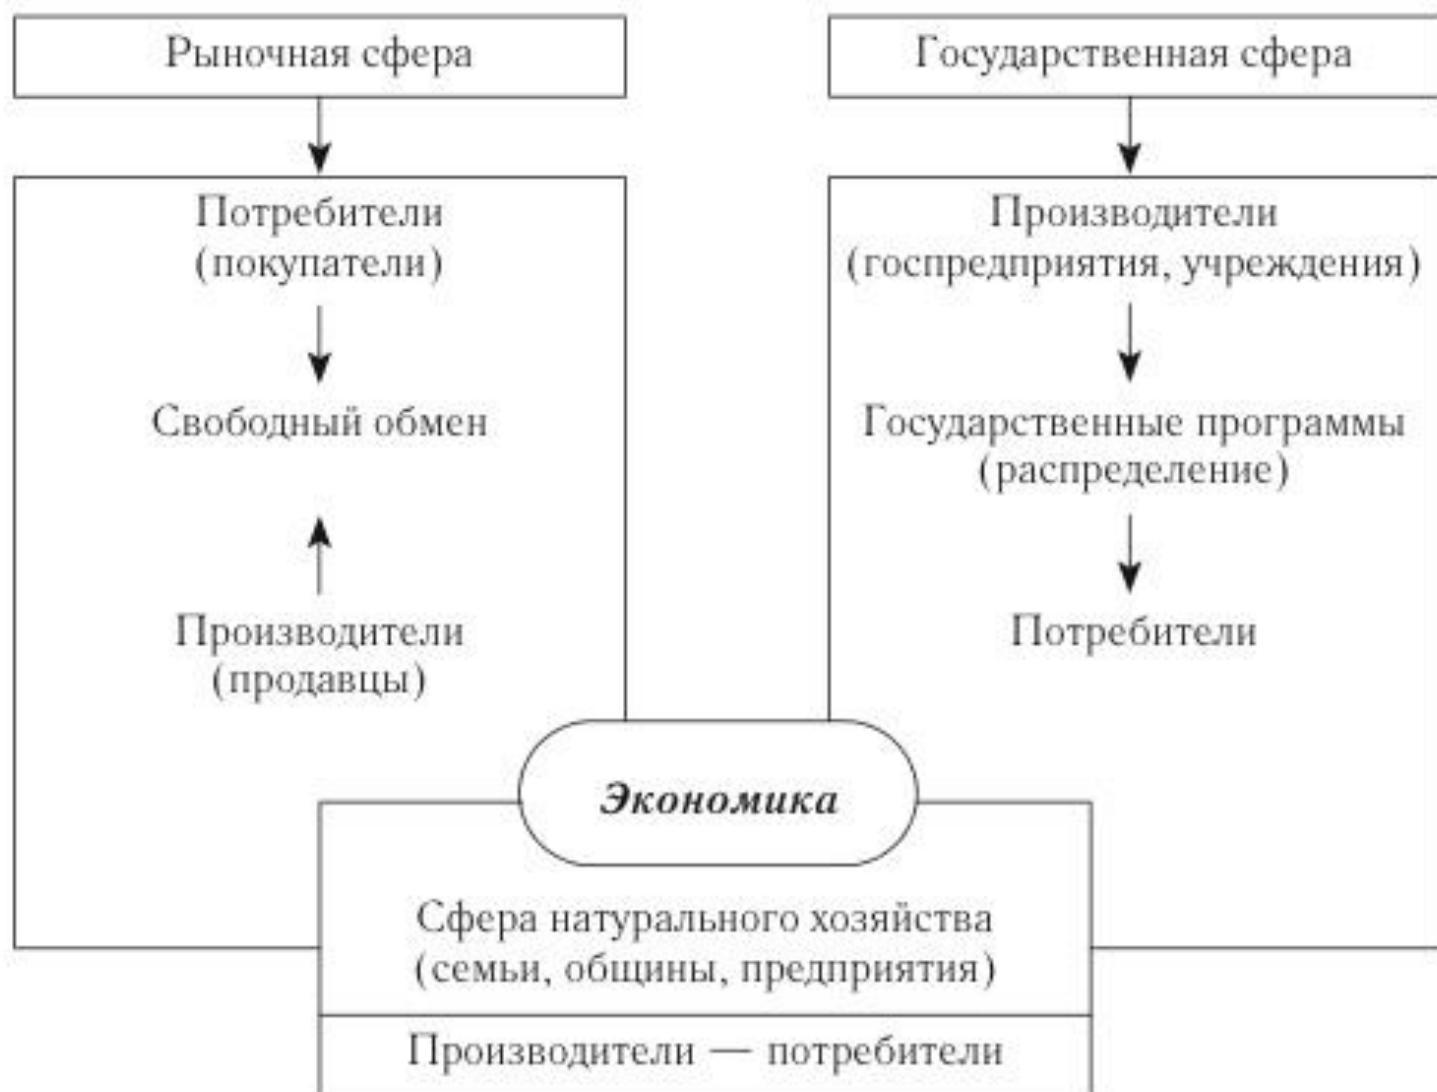 Рыночная сфера
Потребители
(покупатели)
Свободный обмен
Производители
(продавцы)
Государственная сфера
Производители
(госпредприятия, учреждения)
Государственные программы
(распределение)
Потребители
Экономика
Сфера натурального хозяйства
(семьи, общины, предприятия)
Производители — потребители